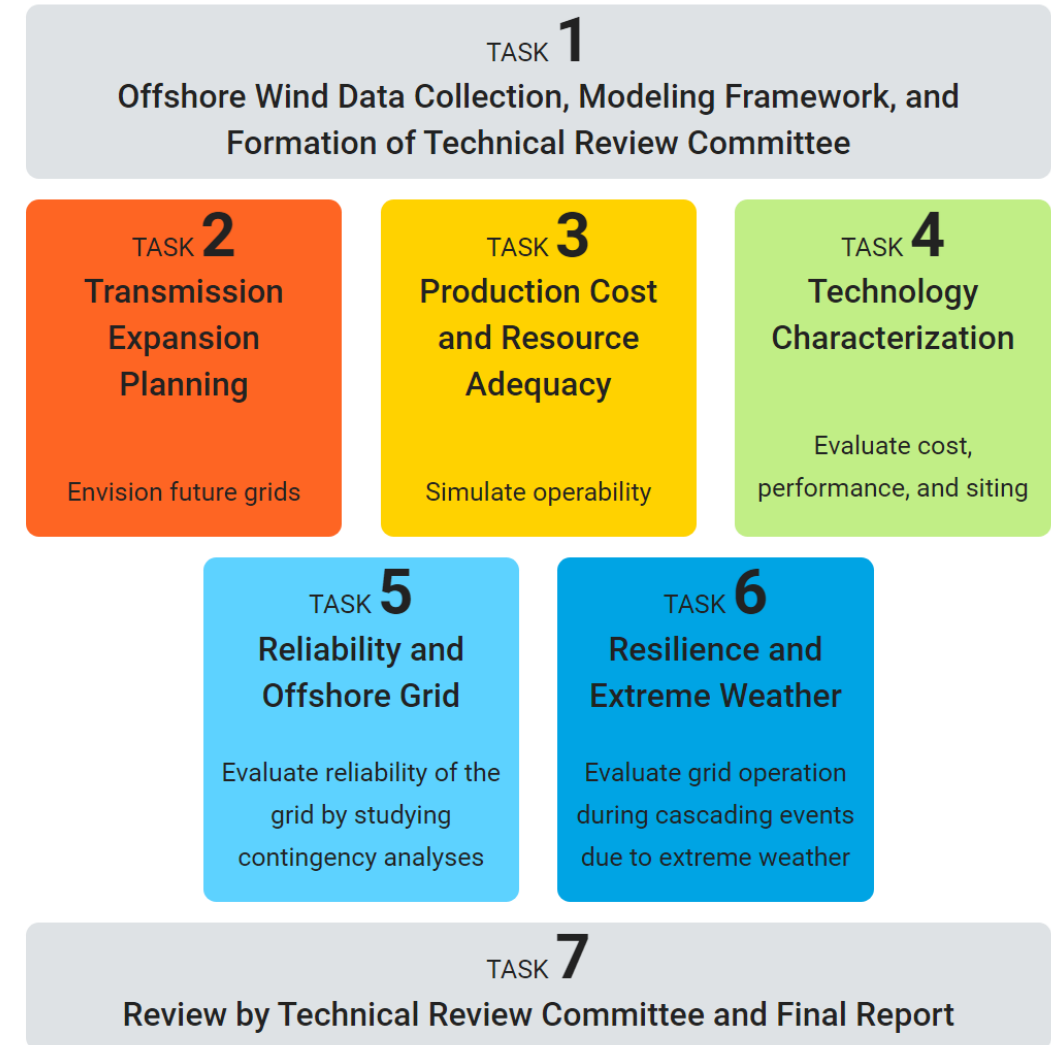 TASK 1
Offshore Wind Data Collection, Modeling Framework, and
Formation of Technical Review Committee
TASK 2
Transmission
Expansion
Planning
Envision future grids
TASK 3
Production Cost
and Resource
Adequacy
Simulate operability
TASK 4
Technology
Characterization
Evaluate cost,
performance, and siting
TASK 5
Reliability and
Offshore Grid
Evaluate reliability of the
grid by studying
contingency analyses
TASK 6
Resilience and
Extreme Weather
Evaluate grid operation
during cascading events
due to extreme weather
TASK 7
Review by Technical Review Committee and Final Report